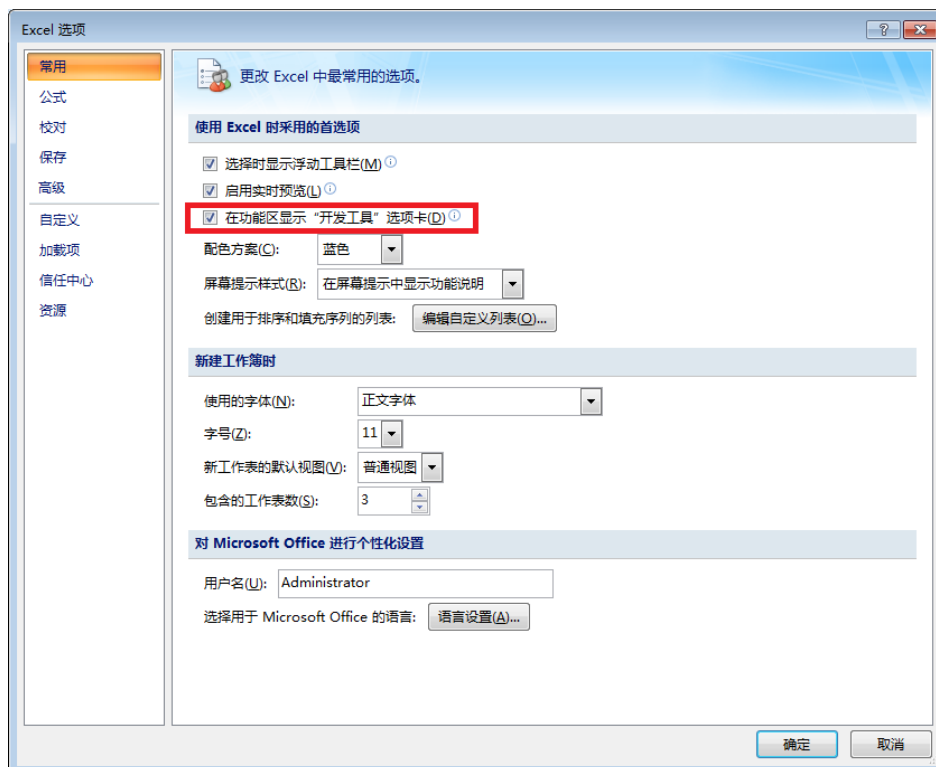 Excel 选项
常用
公式
校对
保存
高级
自定义
加载项
信任中心
资源
更改 Excel 中最常用的选项。
使用 Excel 时采用的首选项
选择时显示浮动工具栏(M)
启用实时预览(L)
在功能区显示“开发工具”选项卡(D)
配色方案(C): 蓝色
屏幕提示样式(R): 在屏幕提示中显示功能说明
创建用于排序和填充序列的列表: 编辑自定义列表(O)...
新建工作簿时
使用的字体(N): 正文字体
字号(Z): 11
新工作表的默认视图(V): 普通视图
包含的工作表数(S): 3
对 Microsoft Office 进行个性化设置
用户名(U): Administrator
选择用于 Microsoft Office 的语言: 语言设置(A)...
确定 取消